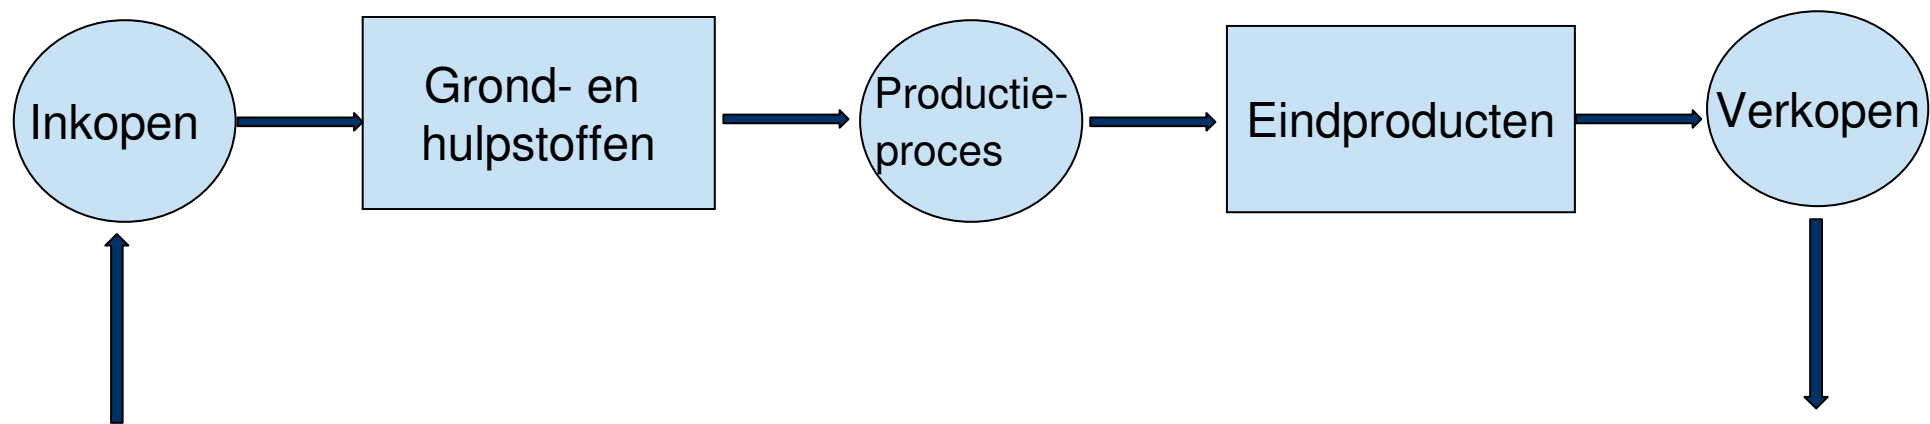 Inkopen
Grond- en
hulpstoffen
Productie-
proces
Eindproducten
Verkopen